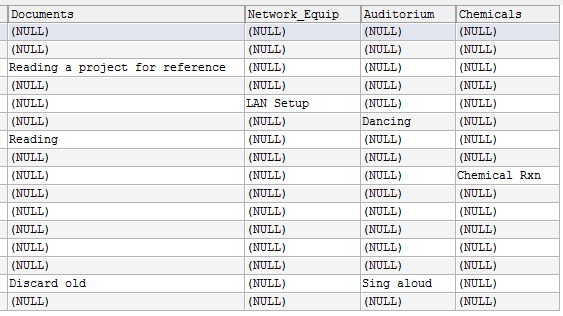 Documents Network_Equip Auditorium Chemicals
(NULL) (NULL) (NULL) (NULL)
(NULL) (NULL) (NULL) (NULL)
Reading a project for reference (NULL) (NULL) (NULL)
(NULL) (NULL) (NULL) (NULL)
(NULL) LAN Setup (NULL) (NULL)
(NULL) (NULL) Dancing (NULL)
Reading (NULL) (NULL) (NULL)
(NULL) (NULL) (NULL) (NULL)
(NULL) (NULL) (NULL) Chemical Rxn
(NULL) (NULL) (NULL) (NULL)
(NULL) (NULL) (NULL) (NULL)
(NULL) (NULL) (NULL) (NULL)
(NULL) (NULL) (NULL) (NULL)
(NULL) (NULL) (NULL) (NULL)
Discard old (NULL) Sing aloud (NULL)
(NULL) (NULL) (NULL) (NULL)